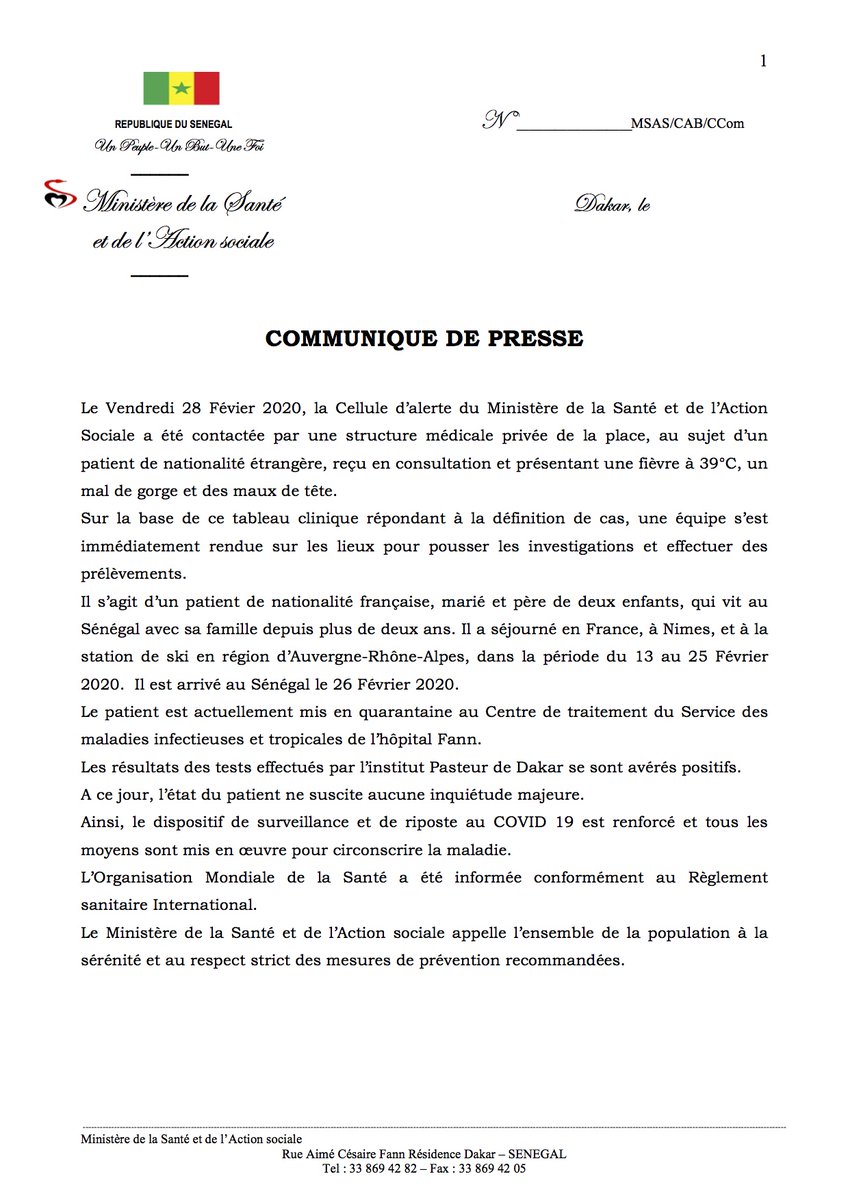 1
REPUBLIQUE DU SENEGAL
Un Peuple-Un But-Une Foi
N°________________MSAS/CAB/CCom
Ministère de la Santé
et de l'Action sociale
Dakar, le
COMMUNIQUE DE PRESSE
Le Vendredi 28 Févier 2020, la Cellule d'alerte du Ministère de la Santé et de l'Action
Sociale a été contactée par une structure médicale privée de la place, au sujet d'un
patient de nationalité étrangère, reçu en consultation et présentant une fièvre à 39°C, un
mal de gorge et des maux de tête.
Sur la base de ce tableau clinique répondant à la définition de cas, une équipe s'est
immédiatement rendue sur les lieux pour pousser les investigations et effectuer des
prélèvements.
Il s'agit d'un patient de nationalité française, marié et père de deux enfants, qui vit au
Sénégal avec sa famille depuis plus de deux ans. Il a séjourné en France, à Nimes, et à la
station de ski en région d'Auvergne-Rhône-Alpes, dans la période du 13 au 25 Février
2020.  Il est arrivé au Sénégal le 26 Février 2020.
Le patient est actuellement mis en quarantaine au Centre de traitement du Service des
maladies infectieuses et tropicales de l'hôpital Fann.
Les résultats des tests effectués par l'institut Pasteur de Dakar se sont avérés positifs.
A ce jour, l'état du patient ne suscite aucune inquiétude majeure.
Ainsi, le dispositif de surveillance et de riposte au COVID 19 est renforcé et tous les
moyens sont mis en œuvre pour circonscrire la maladie.
L'Organisation Mondiale de la Santé a été informée conformément au Règlement
sanitaire International.
Le Ministère de la Santé et de l'Action sociale appelle l'ensemble de la population à la
sérénité et au respect strict des mesures de prévention recommandées.
Ministère de la Santé et de l'Action sociale
Rue Aimé Césaire Fann Résidence Dakar – SENEGAL
Tel : 33 869 42 82 – Fax : 33 869 42 05